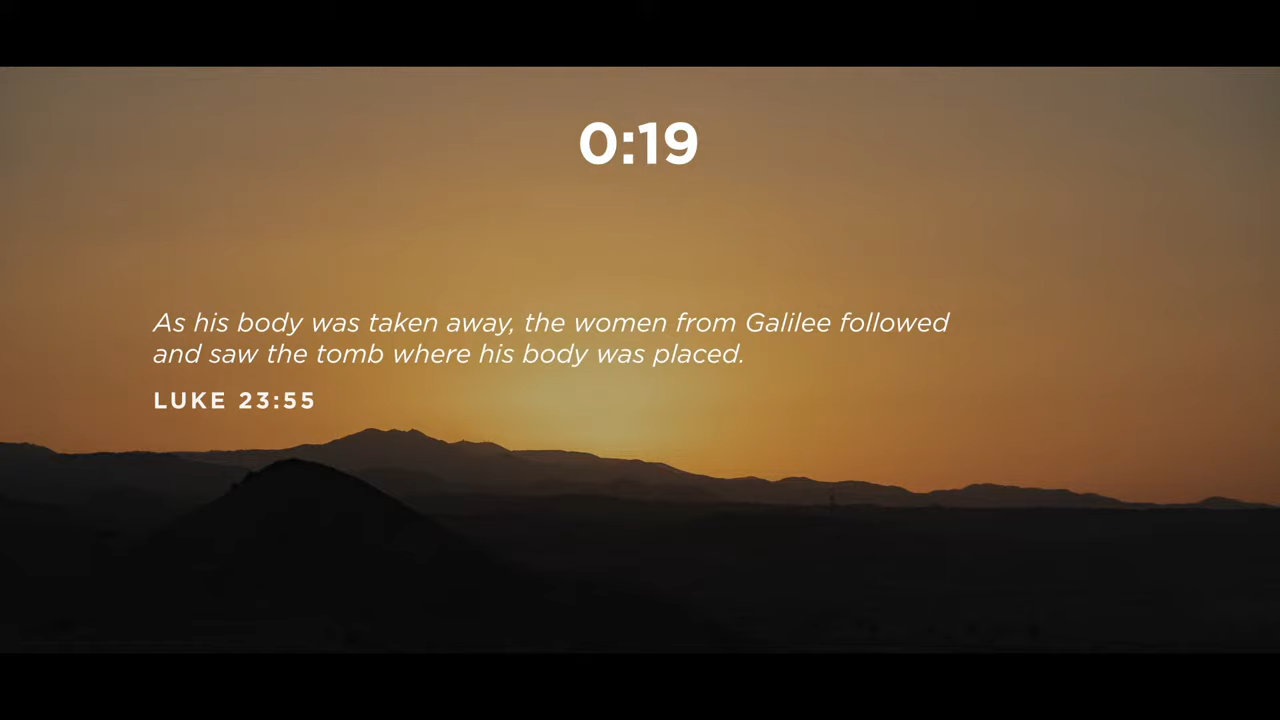 0:19
As his body was taken away, the women from Galilee followed
and saw the tomb where his body was placed.
LUKE 23:55